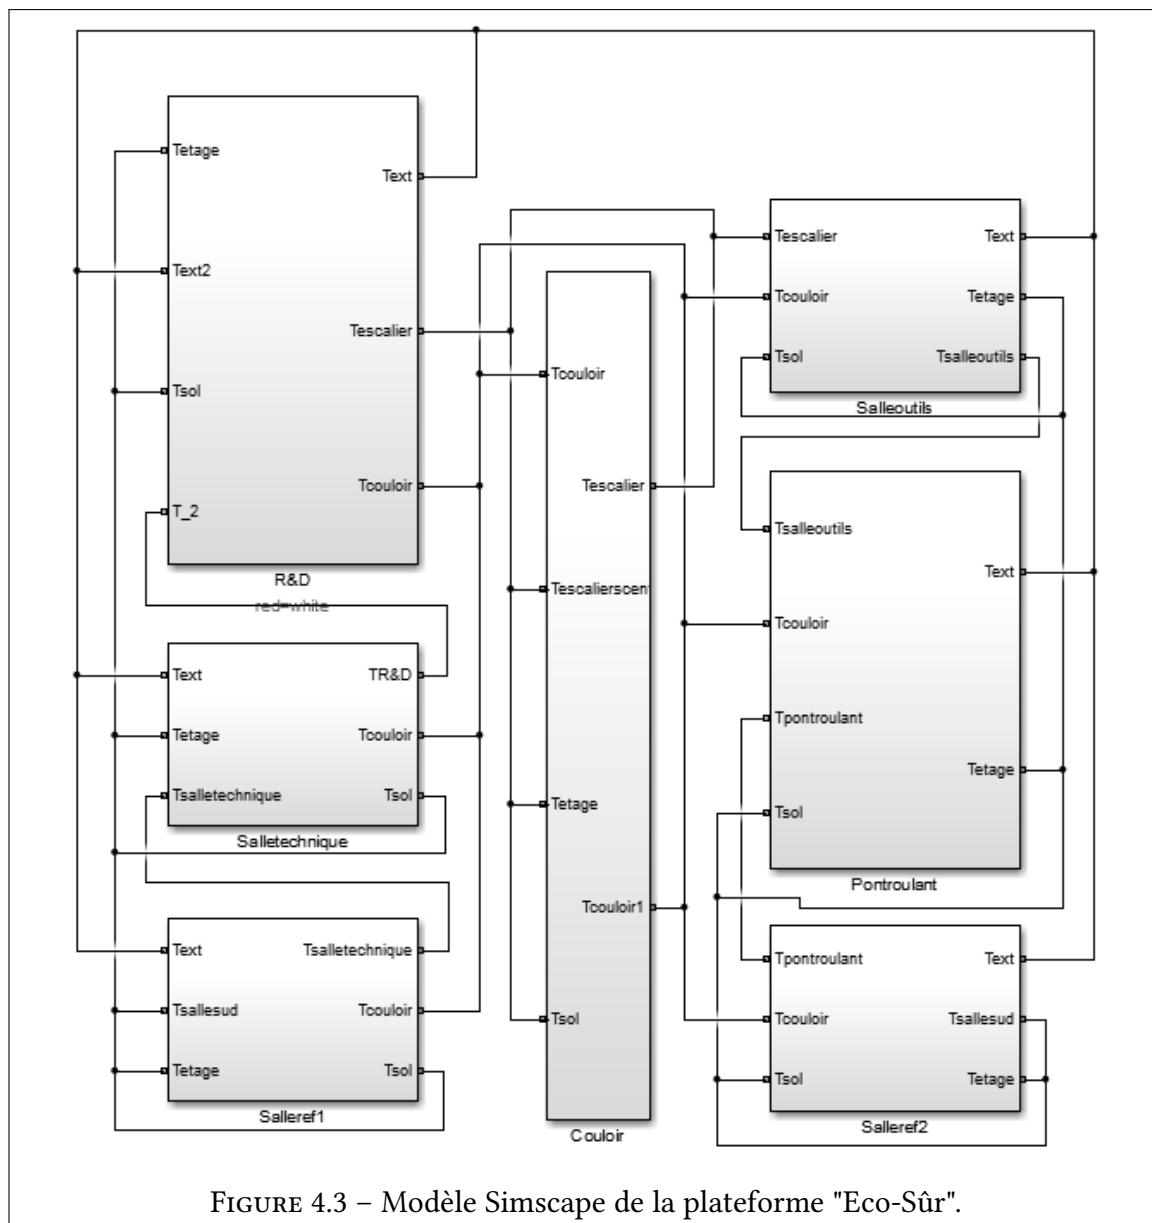 Tetage
Text
Text2
Tescalier
Tsol
Tcouloir
T_2
R&D
red=white
Text
TR&D
Tetage
Tcouloir
Tsalletechnique
Tsol
Salletechnique
Text
Tsalletechnique
Tsallesud
Tcouloir
Tetage
Tsol
Salleref1
Tcouloir
Tescalier
Tescalierscent
Tetage
Tcouloir1
Tsol
Couloir
Tescalier
Text
Tcouloir
Tetage
Tsol
Tsalleoutils
Salleoutils
Tsalleoutils
Text
Tcouloir
Tpontroulant
Tetage
Tsol
Pontroulant
Tpontroulant
Text
Tcouloir
Tsallesud
Tsol
Tetage
Salleref2
FIGURE 4.3 – Modèle Simscape de la plateforme "Eco-Sûr".